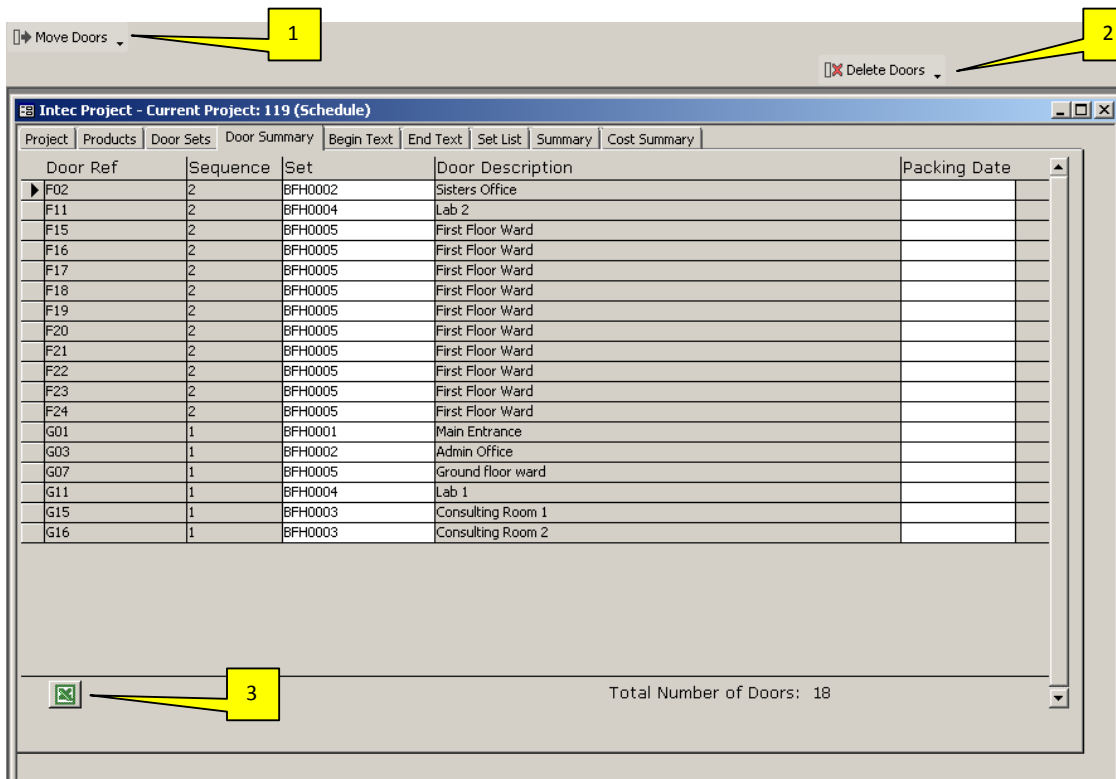 Move Doors
1
2
Delete Doors
Intec Project - Current Project: 119 (Schedule)
Project Products Door Sets Door Summary Begin Text End Text Set List Summary Cost Summary
Door Ref Sequence Set Door Description Packing Date
F02 2 BFH0002 Sisters Office
F11 2 BFH0004 Lab 2
F15 2 BFH0005 First Floor Ward
F16 2 BFH0005 First Floor Ward
F17 2 BFH0005 First Floor Ward
F18 2 BFH0005 First Floor Ward
F19 2 BFH0005 First Floor Ward
F20 2 BFH0005 First Floor Ward
F21 2 BFH0005 First Floor Ward
F22 2 BFH0005 First Floor Ward
F23 2 BFH0005 First Floor Ward
F24 2 BFH0005 First Floor Ward
G01 1 BFH0001 Main Entrance
G03 1 BFH0002 Admin Office
G07 1 BFH0005 Ground floor ward
G11 1 BFH0004 Lab 1
G15 1 BFH0003 Consulting Room 1
G16 1 BFH0003 Consulting Room 2
3
Total Number of Doors: 18